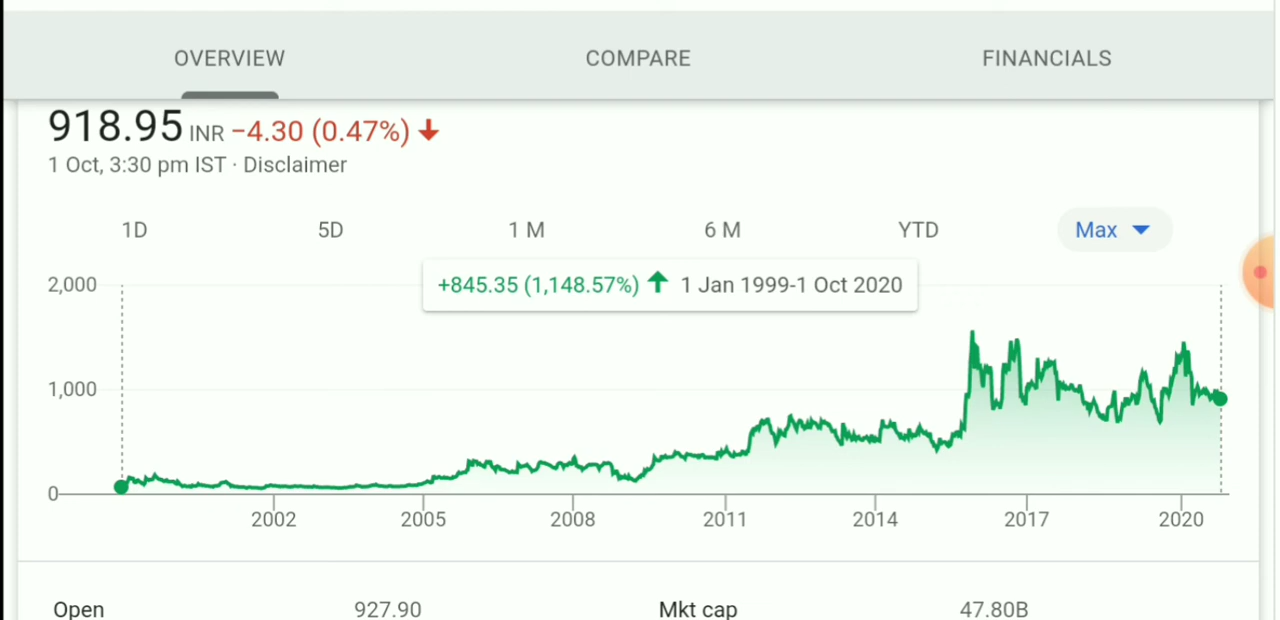 OVERVIEW COMPARE FINANCIALS
918.95 INR −4.30 (0.47%)
1 Oct, 3:30 pm IST · Disclaimer
1D 5D 1 M 6 M YTD Max
+845.35 (1,148.57%) 1 Jan 1999-1 Oct 2020
2,000
1,000
0
2002 2005 2008 2011 2014 2017 2020
Open 927.90 Mkt cap 47.80B